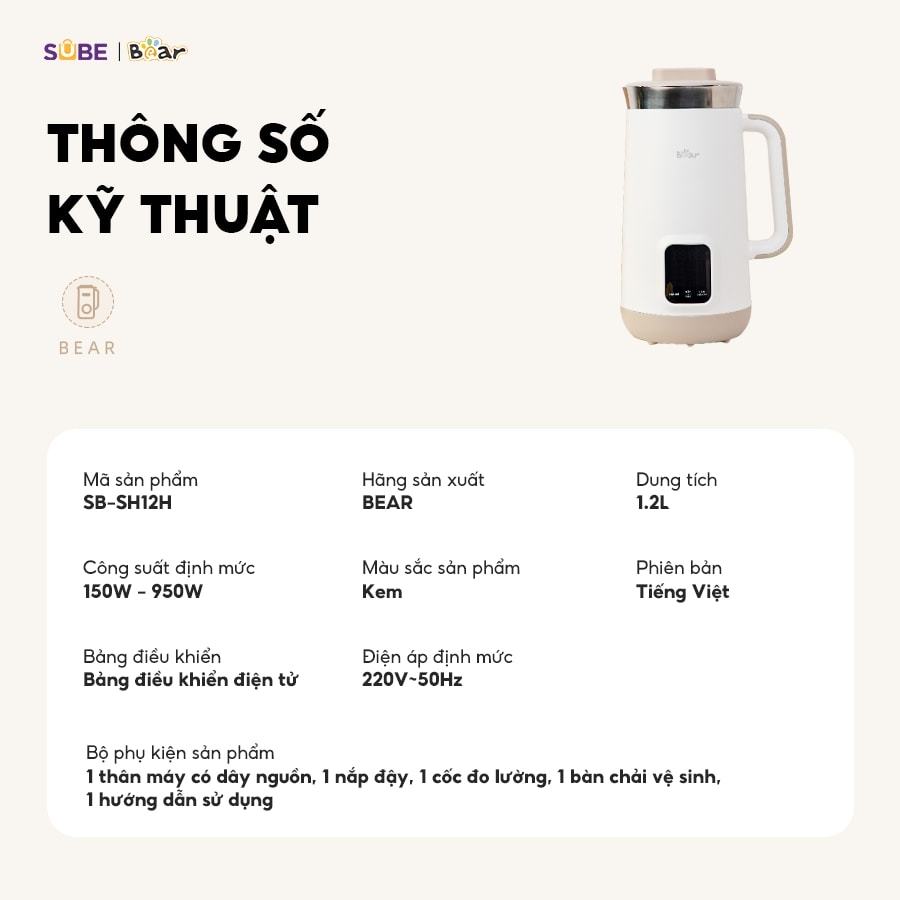 SUBE | Bear
THÔNG SỐ
KỸ THUẬT
BEAR
Bear
Mã sản phẩm
SB-SH12H
Hãng sản xuất
BEAR
Dung tích
1.2L
Công suất định mức
150W - 950W
Màu sắc sản phẩm
Kem
Phiên bản
Tiếng Việt
Bảng điều khiển
Bảng điều khiển điện tử
Điện áp định mức
220V~50Hz
Bộ phụ kiện sản phẩm
1 thân máy có dây nguồn, 1 nắp đậy, 1 cốc đo lường, 1 bàn chải vệ sinh,
1 hướng dẫn sử dụng